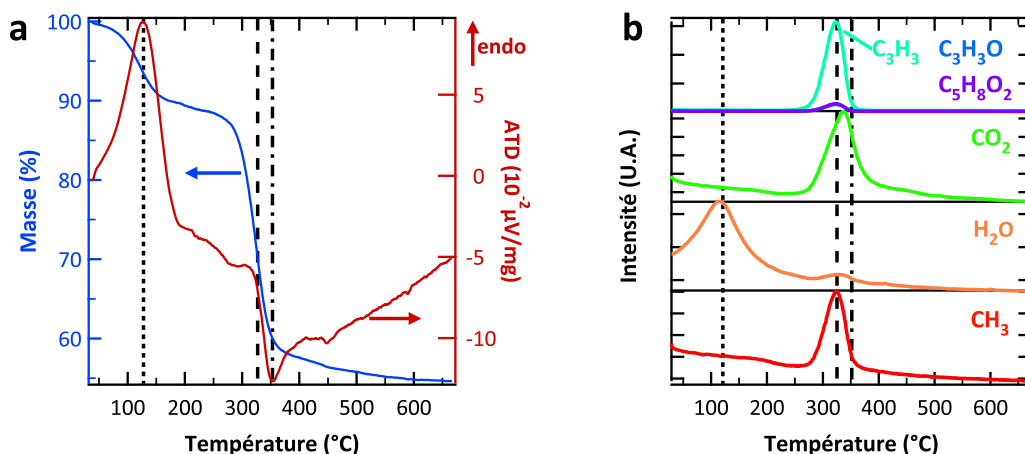 a
100
90
80
70
60
Masse (%)
100 200 300 400 500 600
Température (°C)
endo
5
0
-5
-10
ATD (10⁻² µV/mg)
b
C₃H₃ C₃H₃O
C₅H₈O₂
CO₂
H₂O
CH₃
Intensité (U.A.)
100 200 300 400 500 600
Température (°C)